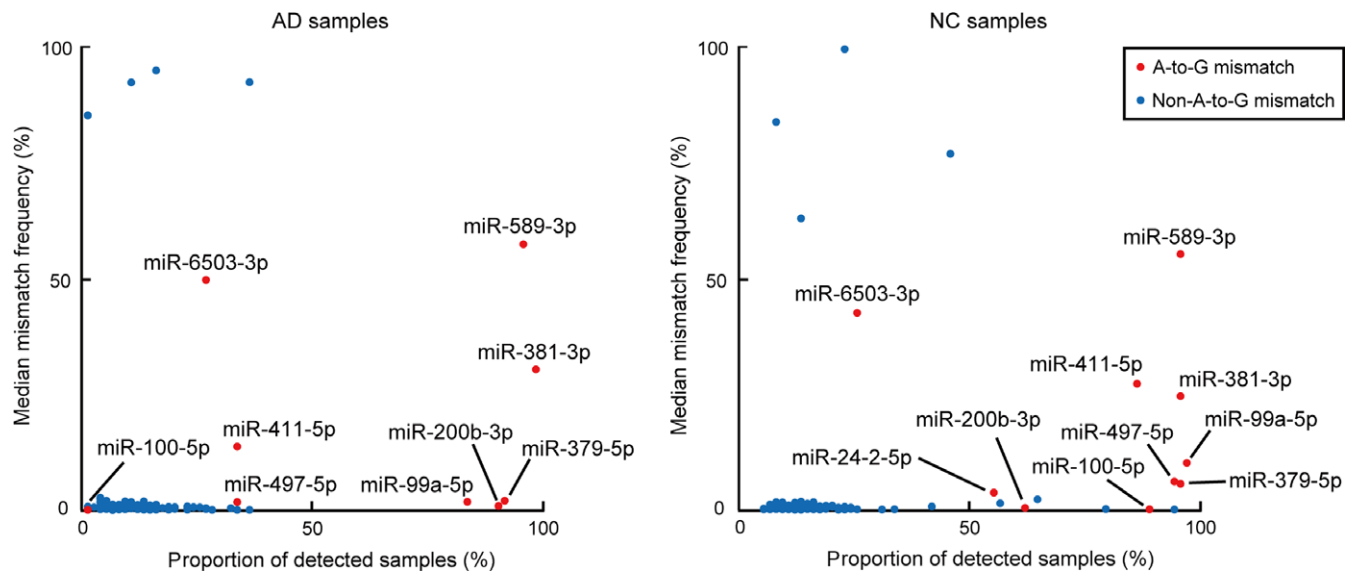 AD samples
Median mismatch frequency (%)
100
50
0
miR-589-3p
miR-6503-3p
miR-381-3p
miR-411-5p
miR-200b-3p
miR-100-5p
miR-379-5p
miR-497-5p
miR-99a-5p
0
50
100
Proportion of detected samples (%)
NC samples
A-to-G mismatch
Non-A-to-G mismatch
Median mismatch frequency (%)
100
50
0
miR-589-3p
miR-6503-3p
miR-411-5p
miR-381-3p
miR-99a-5p
miR-200b-3p
miR-497-5p
miR-24-2-5p
miR-100-5p
miR-379-5p
0
50
100
Proportion of detected samples (%)